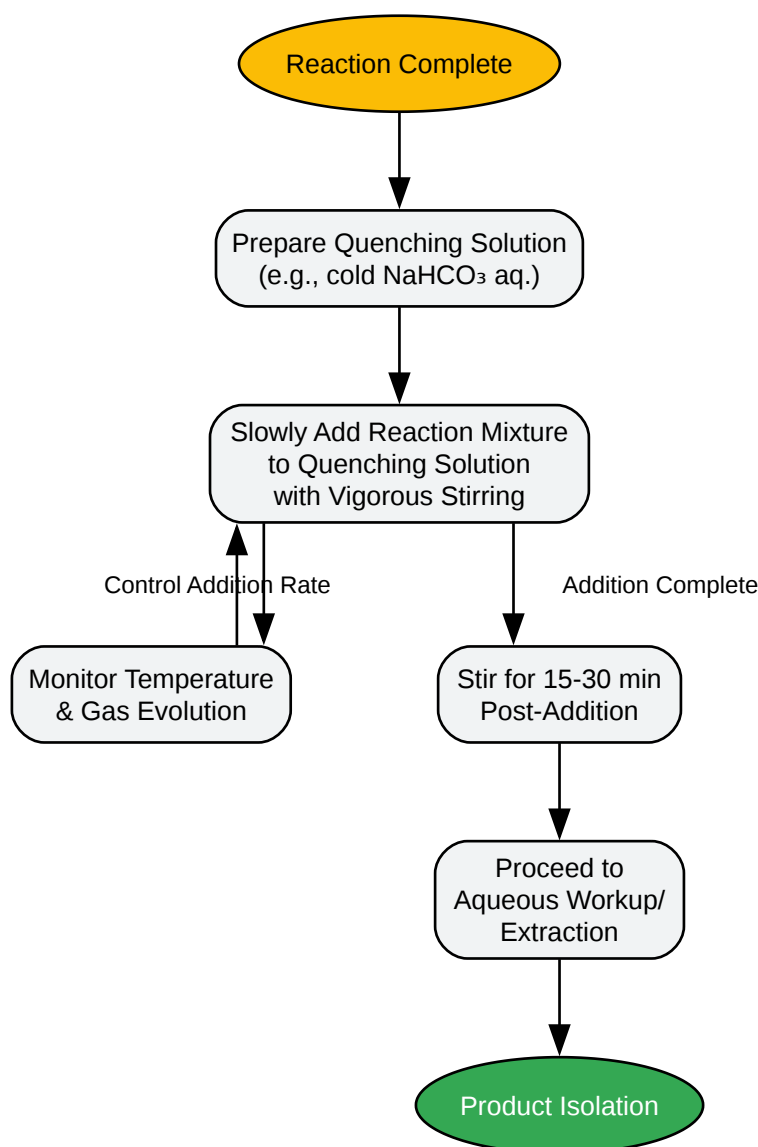 Reaction Complete
Prepare Quenching Solution
(e.g., cold NaHCO₃ aq.)
Slowly Add Reaction Mixture
to Quenching Solution
with Vigorous Stirring
Control Addition Rate
Addition Complete
Monitor Temperature
& Gas Evolution
Stir for 15-30 min
Post-Addition
Proceed to
Aqueous Workup/
Extraction
Product Isolation